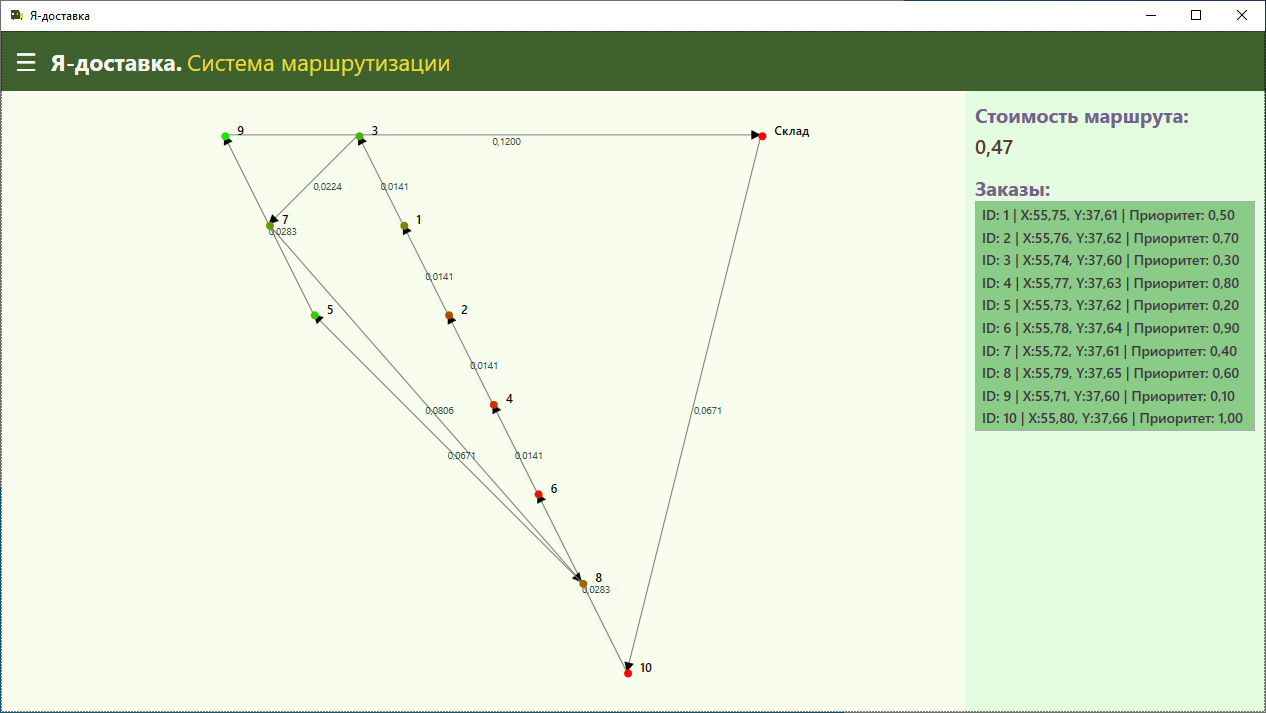 Я-доставка
☰ Я-доставка. Система маршрутизации
9
3
Склад
0,1200
0,0224
0,0141
7
1
0,0283
0,0141
5
2
0,0141
4
0,0806
0,0671
0,0671
0,0141
6
8
0,0283
10
Стоимость маршрута:
0,47
Заказы:
ID: 1 | X:55,75, Y:37,61 | Приоритет: 0,50
ID: 2 | X:55,76, Y:37,62 | Приоритет: 0,70
ID: 3 | X:55,74, Y:37,60 | Приоритет: 0,30
ID: 4 | X:55,77, Y:37,63 | Приоритет: 0,80
ID: 5 | X:55,73, Y:37,62 | Приоритет: 0,20
ID: 6 | X:55,78, Y:37,64 | Приоритет: 0,90
ID: 7 | X:55,72, Y:37,61 | Приоритет: 0,40
ID: 8 | X:55,79, Y:37,65 | Приоритет: 0,60
ID: 9 | X:55,71, Y:37,60 | Приоритет: 0,10
ID: 10 | X:55,80, Y:37,66 | Приоритет: 1,00